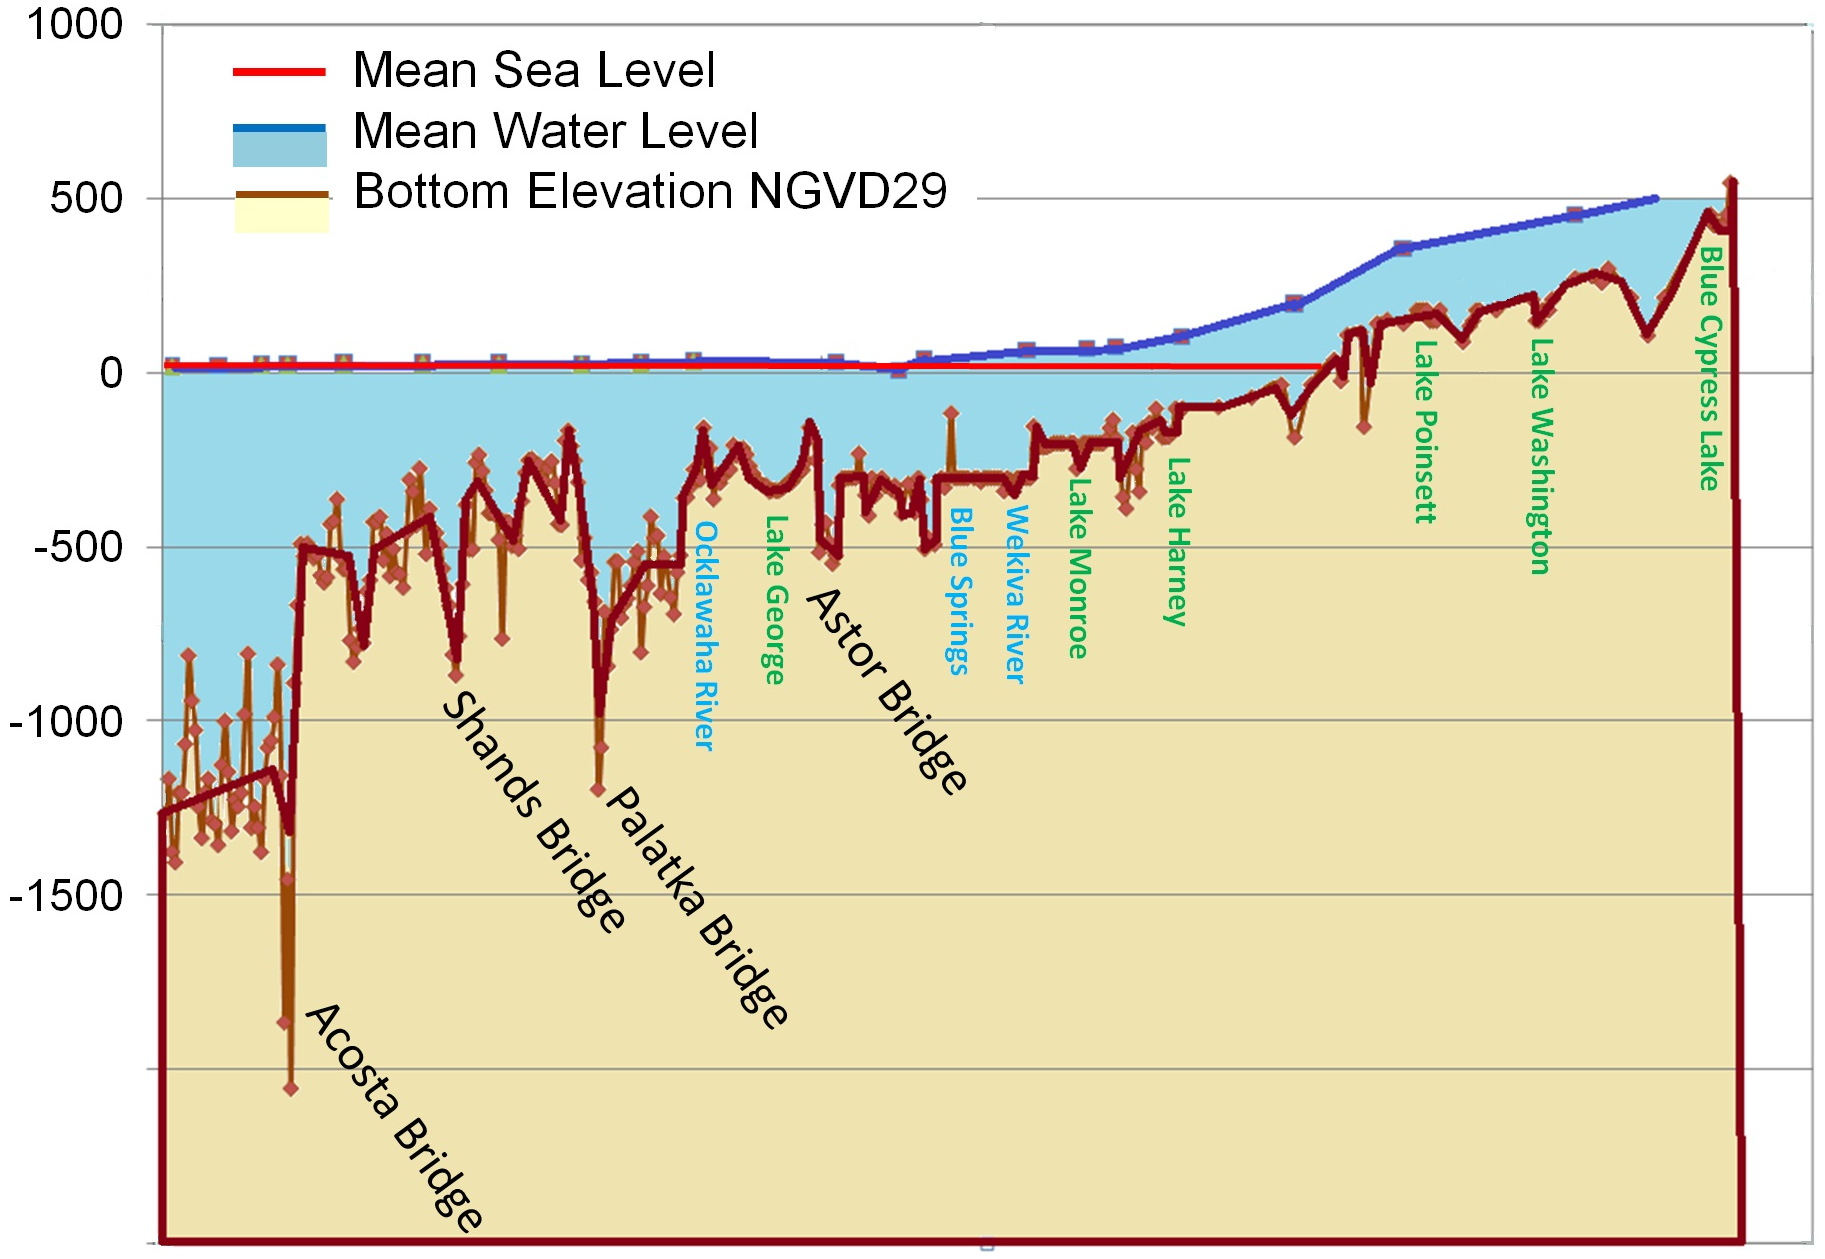 1000
Mean Sea Level
Mean Water Level
500
Bottom Elevation NGVD29
0
-500
-1000
-1500
Acosta Bridge
Shands Bridge
Palatka Bridge
Ocklawaha River
Lake George
Astor Bridge
Blue Springs
Wekiva River
Lake Monroe
Lake Harney
Lake Poinsett
Lake Washington
Blue Cypress Lake